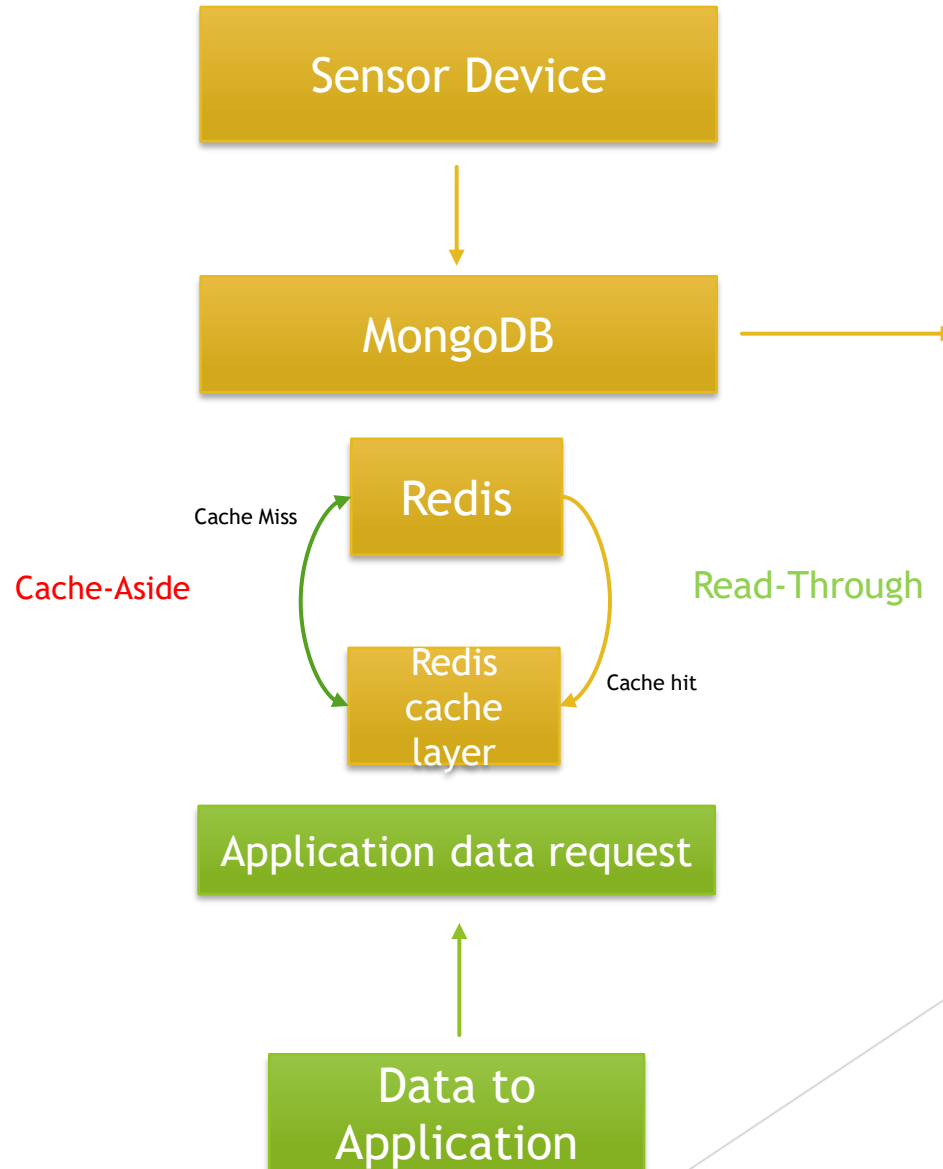 Sensor Device
MongoDB
Redis
Cache Miss
Cache-Aside
Read-Through
Redis
cache
layer
Cache hit
Application data request
Data to
Application